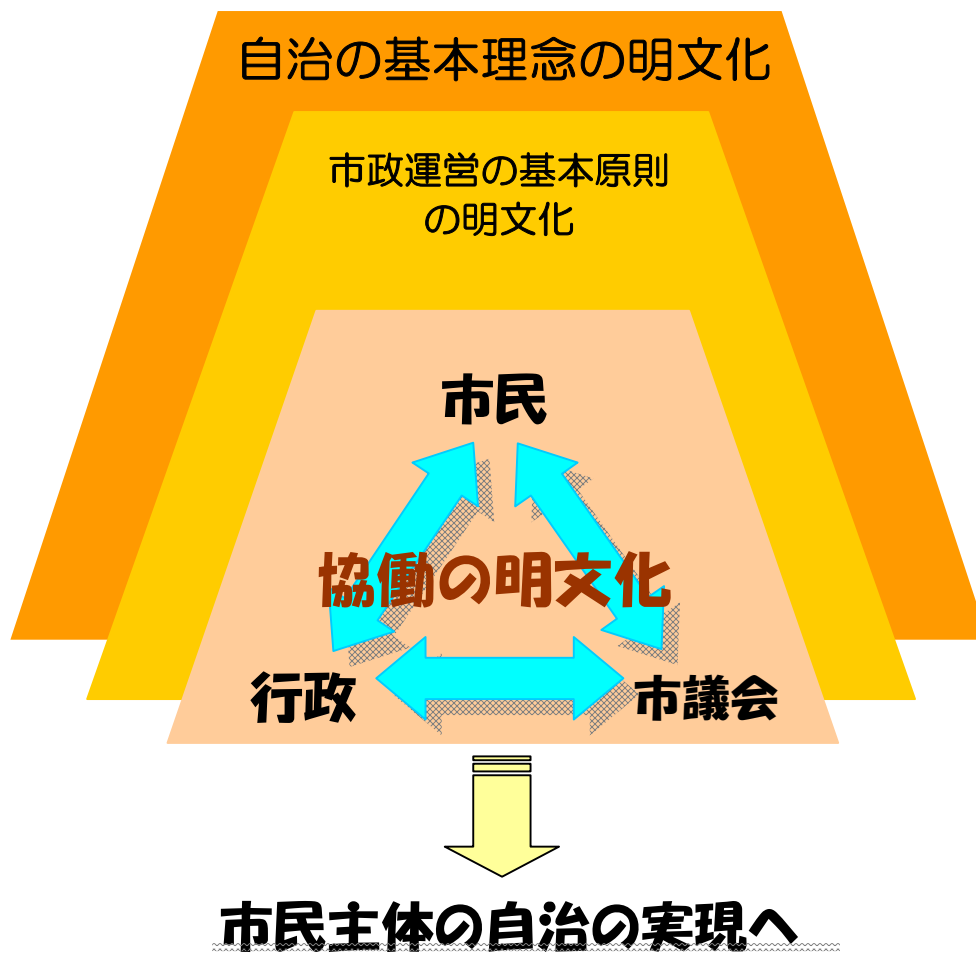 自治の基本理念の明文化
市政運営の基本原則
の明文化
市民
協働の明文化
行政
市議会
市民主体の自治の実現へ